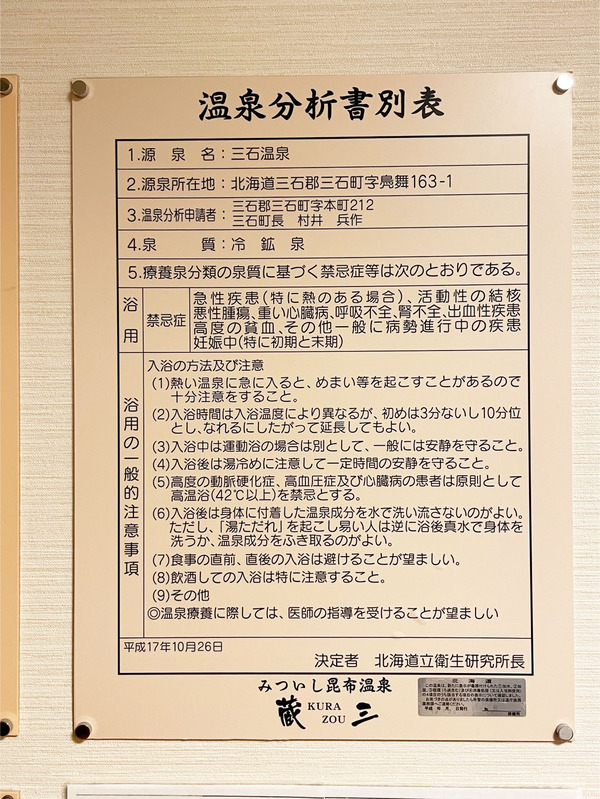 温泉分析書別表
1.源　泉　名：三石温泉
2.源泉所在地：北海道三石郡三石町字鳧舞163-1
3.温泉分析申請者：三石郡三石町字本町212
三石町長　村井　兵作
4.泉　　　質：冷　鉱　泉
5.療養泉分類の泉質に基づく禁忌症等は次のとおりである。
浴用
禁忌症
急性疾患(特に熱のある場合)、活動性の結核
悪性腫瘍、重い心臓病、呼吸不全、腎不全、出血性疾患
高度の貧血、その他一般に病勢進行中の疾患
妊娠中(特に初期と末期)
浴用の一般的注意事項
入浴の方法及び注意
(1)熱い温泉に急に入ると、めまい等を起こすことがあるので
十分注意をすること。
(2)入浴時間は入浴温度により異なるが、初めは3分ないし10分位
とし、なれるにしたがって延長してもよい。
(3)入浴中は運動浴の場合は別として、一般には安静を守ること。
(4)入浴後は湯冷めに注意して一定時間の安静を守ること。
(5)高度の動脈硬化症、高血圧症及び心臓病の患者は原則として
高温浴(42℃以上)を禁忌とする。
(6)入浴後は身体に付着した温泉成分を水で洗い流さないのがよい。
ただし、「湯ただれ」を起こし易い人は逆に浴後真水で身体を
洗うか、温泉成分をふき取るのがよい。
(7)食事の直前、直後の入浴は避けることが望ましい。
(8)飲酒しての入浴は特に注意すること。
(9)その他
◎温泉療養に際しては、医師の指導を受けることが望ましい
平成17年10月26日
決定者　北海道立衛生研究所長
みついし昆布温泉
蔵三
KURA
ZOU
北海道